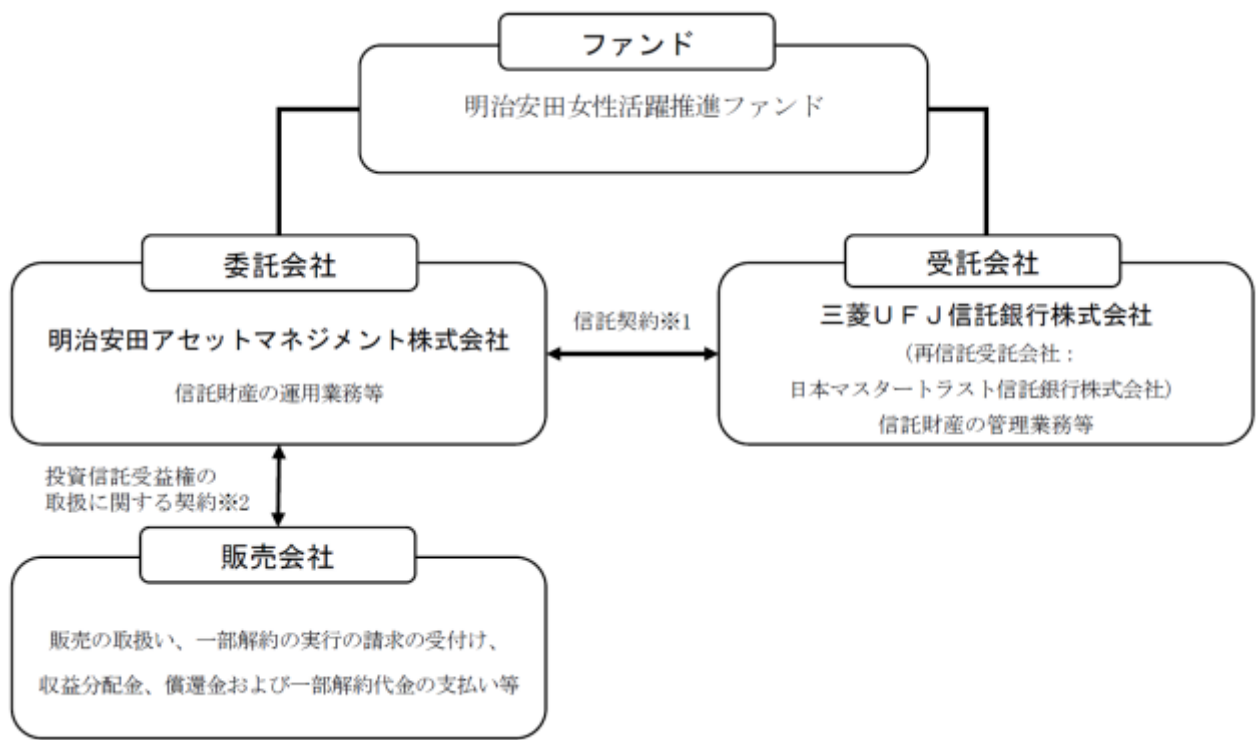 ファンド
明治安田女性活躍推進ファンド
委託会社
明治安田アセットマネジメント株式会社
信託財産の運用業務等
信託契約※1
受託会社
三菱UFJ信託銀行株式会社
(再信託受託会社:
日本マスタートラスト信託銀行株式会社)
信託財産の管理業務等
投資信託受益権の
取扱に関する契約※2
販売会社
販売の取扱い、一部解約の実行の請求の受付け、
収益分配金、償還金および一部解約代金の支払い等